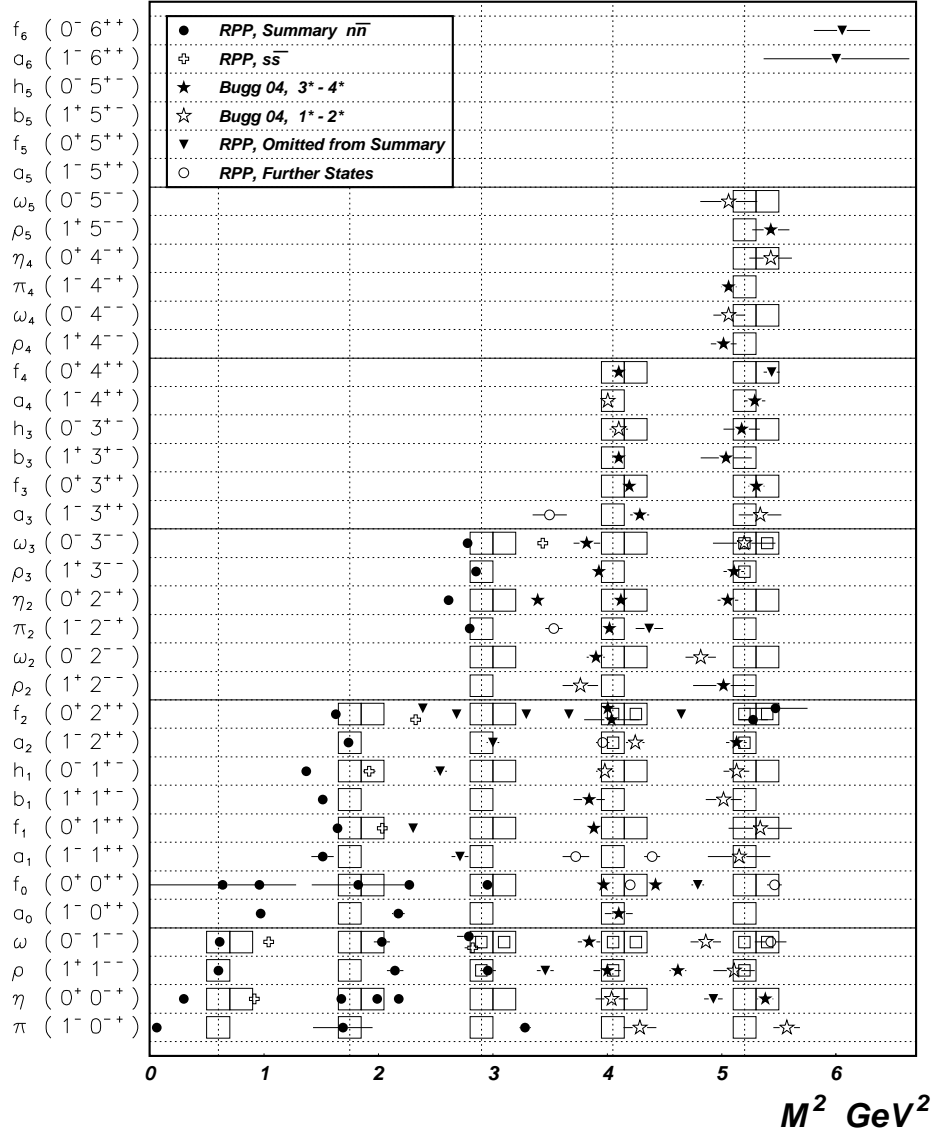 f₆ ( 0⁻ 6⁺⁺ )
a₆ ( 1⁻ 6⁺⁺ )
h₅ ( 0⁻ 5⁺⁻ )
b₅ ( 1⁺ 5⁺⁻ )
f₅ ( 0⁺ 5⁺⁺ )
a₅ ( 1⁻ 5⁺⁺ )
ω₅ ( 0⁻ 5⁻⁻ )
ρ₅ ( 1⁺ 5⁻⁻ )
η₄ ( 0⁺ 4⁻⁺ )
π₄ ( 1⁻ 4⁻⁺ )
ω₄ ( 0⁻ 4⁻⁻ )
ρ₄ ( 1⁺ 4⁻⁻ )
f₄ ( 0⁺ 4⁺⁺ )
a₄ ( 1⁻ 4⁺⁺ )
h₃ ( 0⁻ 3⁺⁻ )
b₃ ( 1⁺ 3⁺⁻ )
f₃ ( 0⁺ 3⁺⁺ )
a₃ ( 1⁻ 3⁺⁺ )
ω₃ ( 0⁻ 3⁻⁻ )
ρ₃ ( 1⁺ 3⁻⁻ )
η₂ ( 0⁺ 2⁻⁺ )
π₂ ( 1⁻ 2⁻⁺ )
ω₂ ( 0⁻ 2⁻⁻ )
ρ₂ ( 1⁺ 2⁻⁻ )
f₂ ( 0⁺ 2⁺⁺ )
a₂ ( 1⁻ 2⁺⁺ )
h₁ ( 0⁻ 1⁺⁻ )
b₁ ( 1⁺ 1⁺⁻ )
f₁ ( 0⁺ 1⁺⁺ )
a₁ ( 1⁻ 1⁺⁺ )
f₀ ( 0⁺ 0⁺⁺ )
a₀ ( 1⁻ 0⁺⁺ )
ω ( 0⁻ 1⁻⁻ )
ρ ( 1⁺ 1⁻⁻ )
η ( 0⁺ 0⁻⁺ )
π ( 1⁻ 0⁻⁺ )
RPP, Summary nn̅
RPP, ss̅
Bugg 04, 3* - 4*
Bugg 04, 1* - 2*
RPP, Omitted from Summary
RPP, Further States
0 1 2 3 4 5 6
M² GeV²